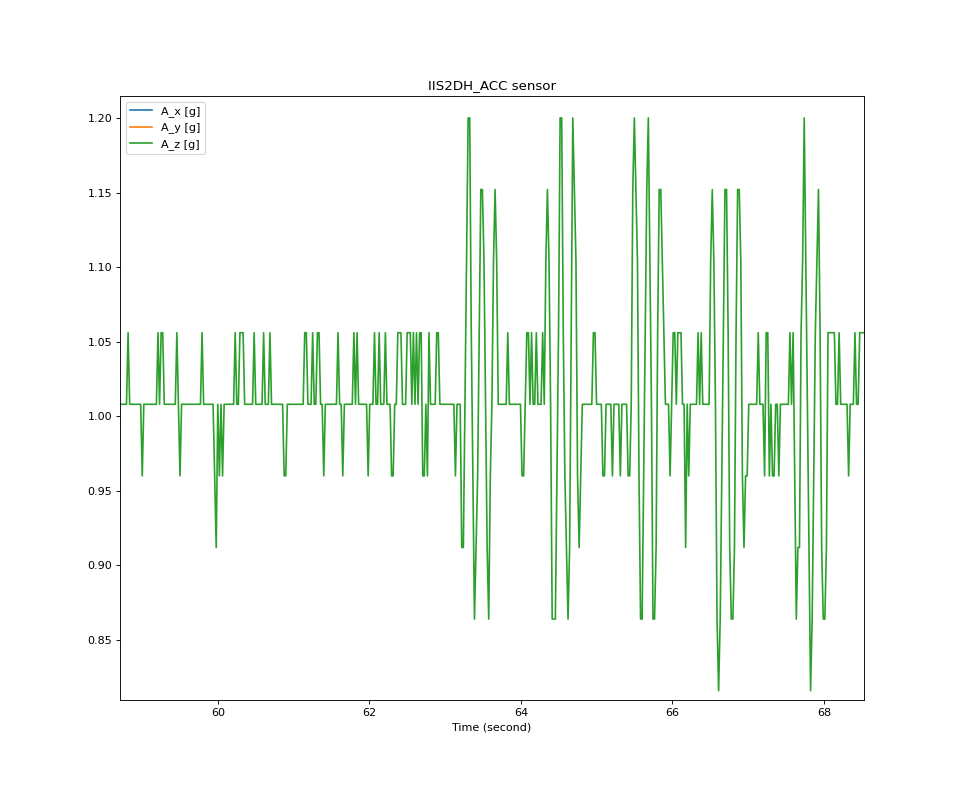 IIS2DH_ACC sensor
A_x [g]
A_y [g]
A_z [g]
1.20
1.15
1.10
1.05
1.00
0.95
0.90
0.85
60
62
64
66
68
Time (second)